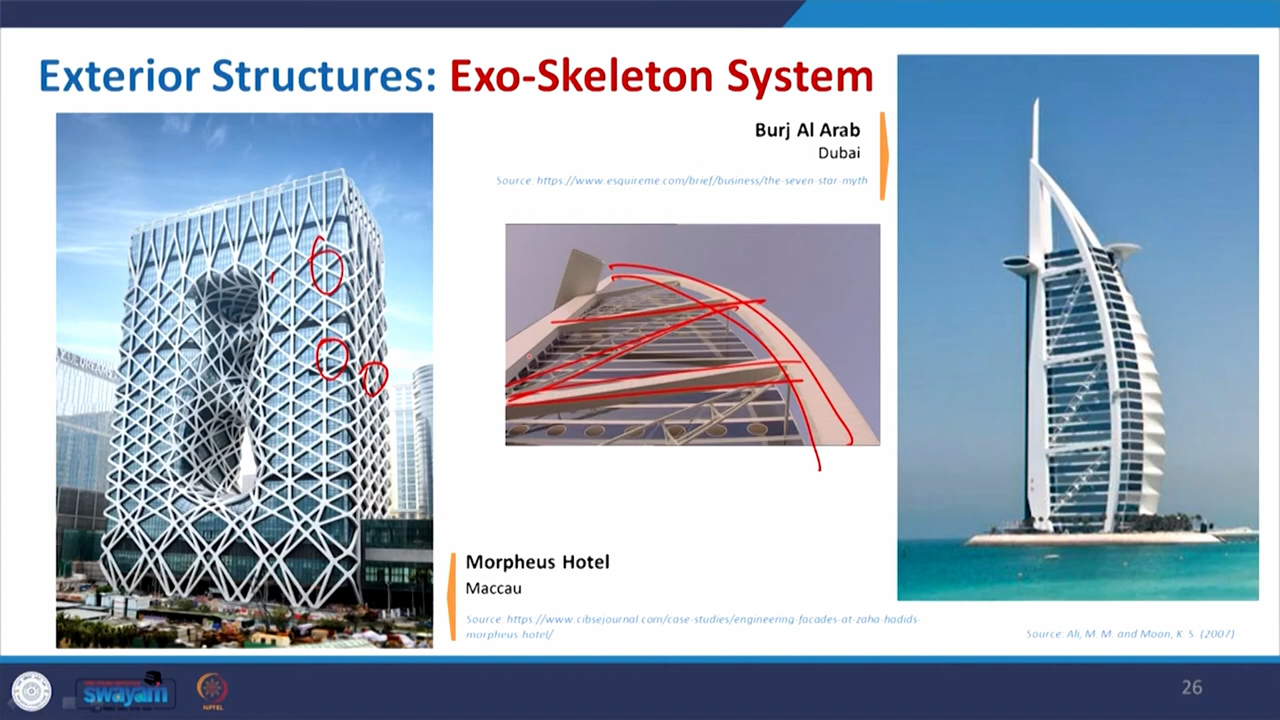 Exterior Structures: Exo-Skeleton System
Burj Al Arab
Dubai
Source: https://www.esquireme.com/brief/business/the-seven-star-myth
Morpheus Hotel
Maccau
Source: https://www.cibsejournal.com/case-studies/engineering-facades-at-zaha-hadids-
morpheus-hotel/
Source: Ali, M. M. and Moon, K. S. (2007)
swayam
26